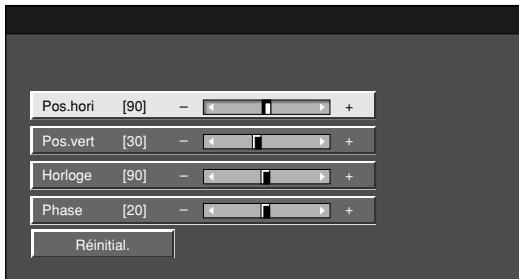 Pos.hori [90] – +
Pos.vert [30] – +
Horloge [90] – +
Phase [20] – +
Réinitial.